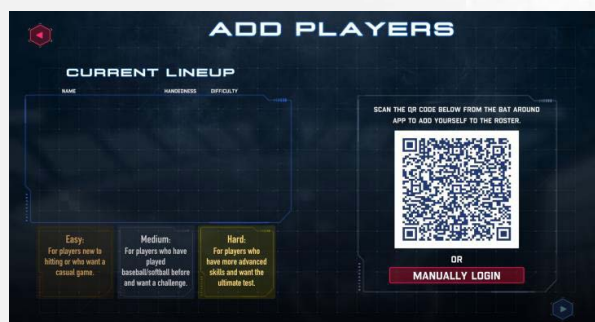 ADD PLAYERS
CURRENT LINEUP
NAME HANDEDNESS DIFFICULTY
SCAN THE QR CODE BELOW FROM THE BAT AROUND
APP TO ADD YOURSELF TO THE ROSTER.
OR
MANUALLY LOGIN
Easy:
For players new to
hitting or who want a
casual game.
Medium:
For players who have
played
baseball/softball before
and want a challenge.
Hard:
For players who
have more advanced
skills and want the
ultimate test.